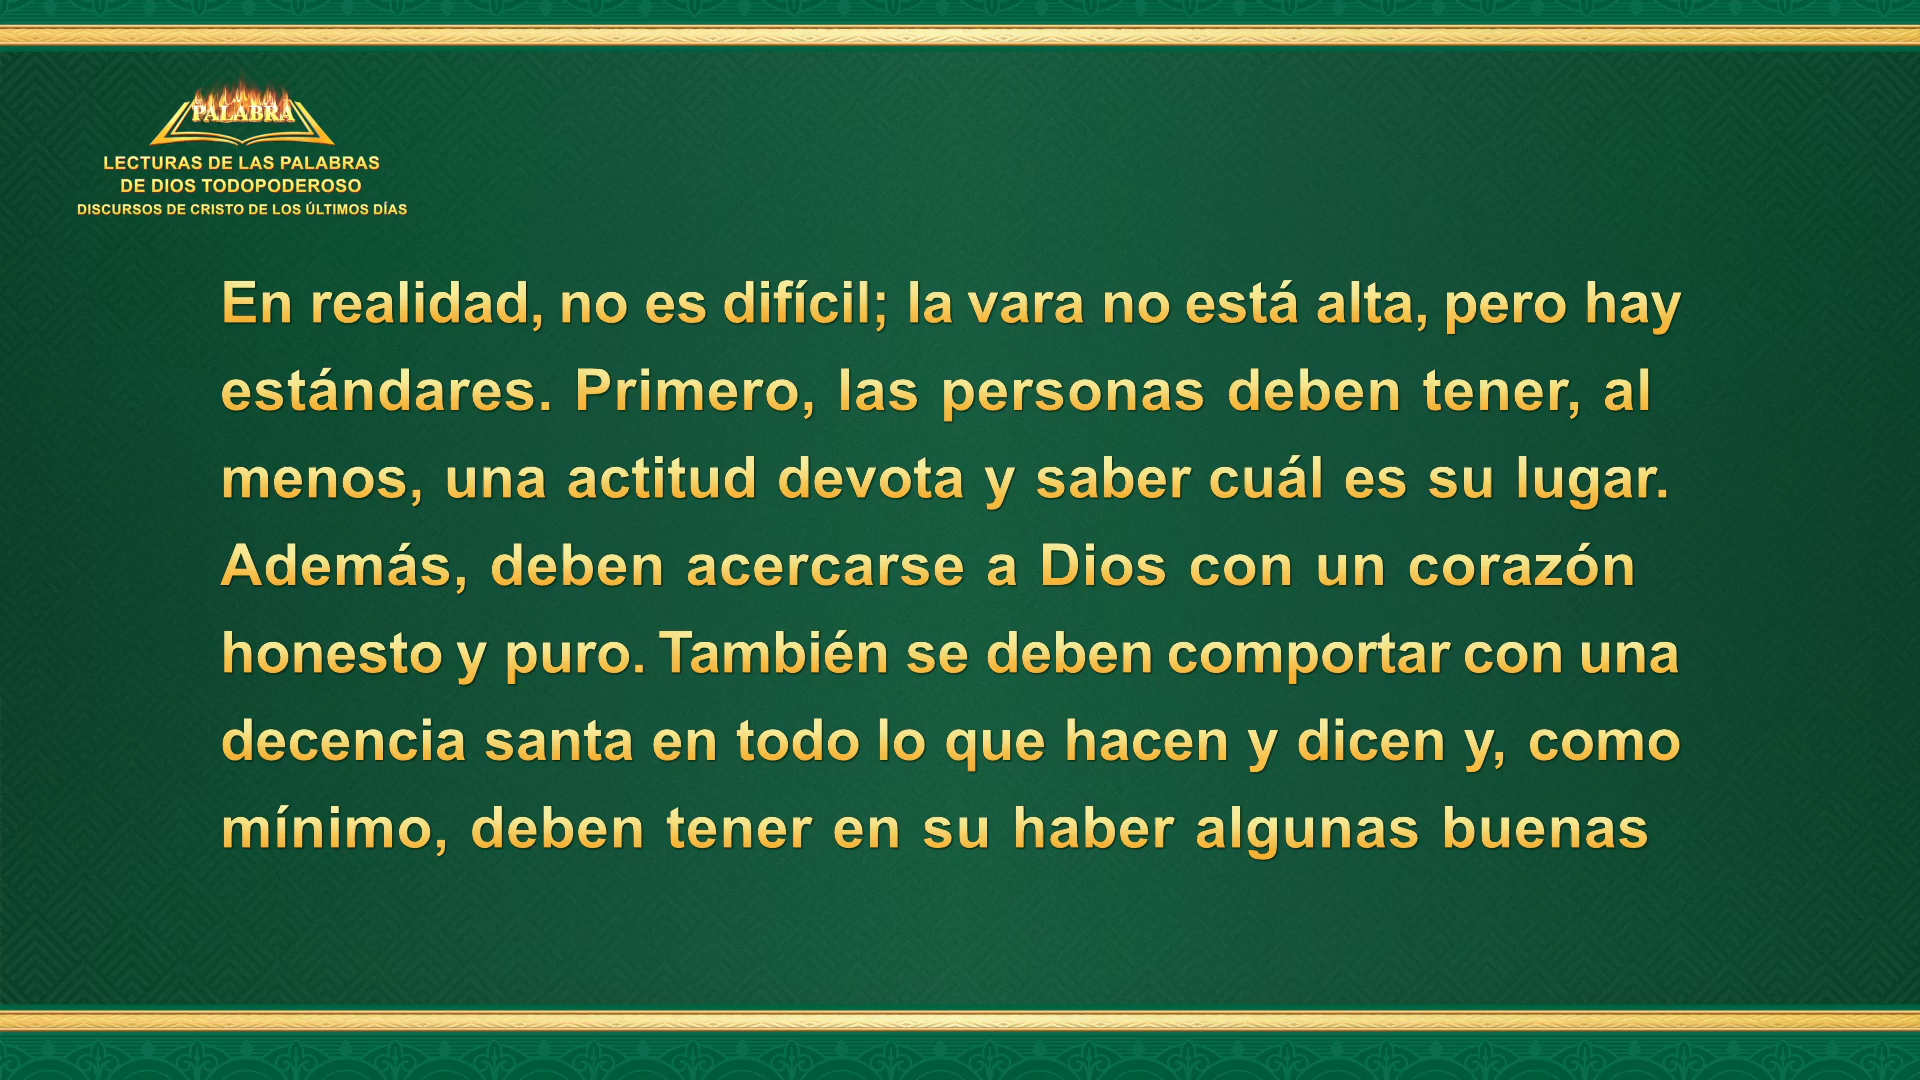 PALABRA
LECTURAS DE LAS PALABRAS
DE DIOS TODOPODEROSO
DISCURSOS DE CRISTO DE LOS ÚLTIMOS DÍAS
En realidad, no es difícil; la vara no está alta, pero hay
estándares. Primero, las personas deben tener, al
menos, una actitud devota y saber cuál es su lugar.
Además, deben acercarse a Dios con un corazón
honesto y puro. También se deben comportar con una
decencia santa en todo lo que hacen y dicen y, como
mínimo, deben tener en su haber algunas buenas